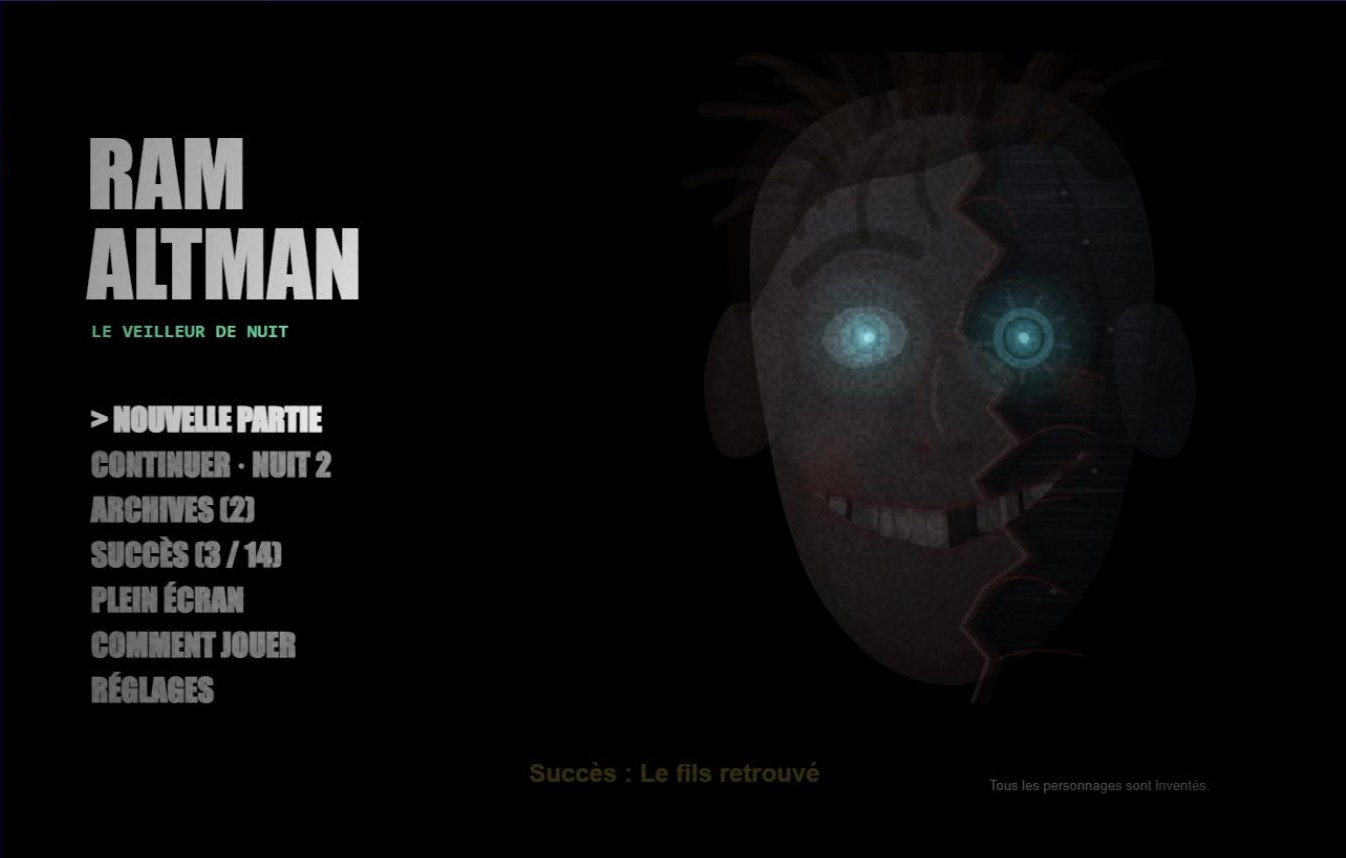 RAM
ALTMAN
LE VEILLEUR DE NUIT
> NOUVELLE PARTIE
CONTINUER · NUIT 2
ARCHIVES (2)
SUCCÈS (3 / 14)
PLEIN ÉCRAN
COMMENT JOUER
RÉGLAGES
Succès : Le fils retrouvé
Tous les personnages sont inventés.